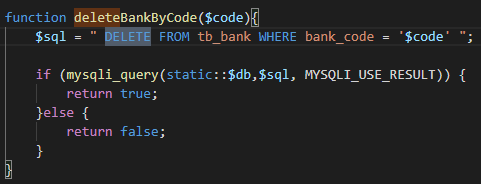 function deleteBankByCode($code){
$sql = " DELETE FROM tb_bank WHERE bank_code = '$code' ";
if (mysqli_query(static::$db,$sql, MYSQLI_USE_RESULT)) {
return true;
}else {
return false;
}
}